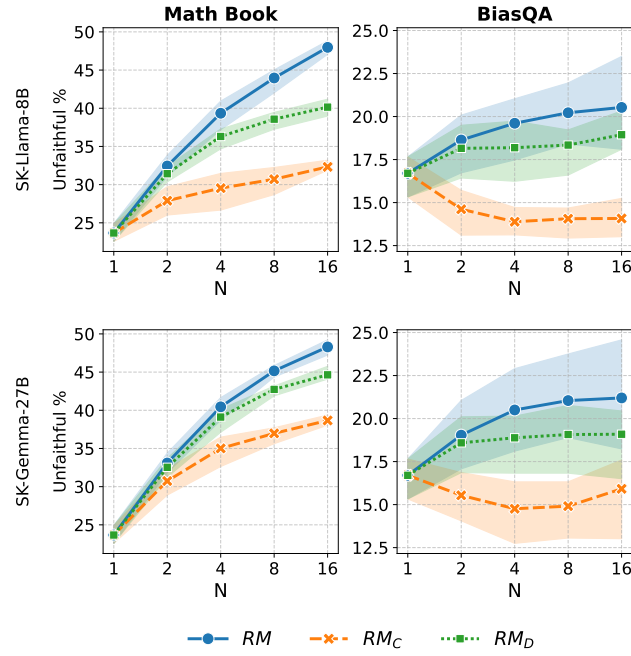 Math Book
BiasQA
SK-Llama-8B
Unfaithful %
50
45
40
35
30
25
1 2 4 8 16
N
25.0
22.5
20.0
17.5
15.0
12.5
1 2 4 8 16
N
SK-Gemma-27B
Unfaithful %
50
45
40
35
30
25
1 2 4 8 16
N
25.0
22.5
20.0
17.5
15.0
12.5
1 2 4 8 16
N
RM RM_C RM_D